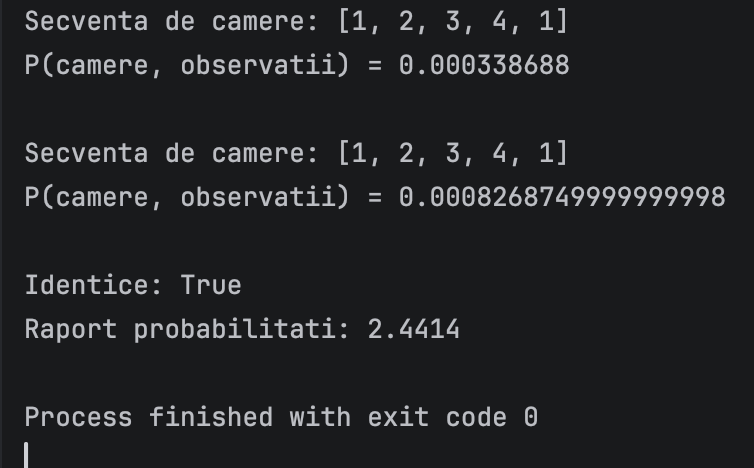 Secventa de camere: [1, 2, 3, 4, 1]
P(camere, observatii) = 0.000338688
Secventa de camere: [1, 2, 3, 4, 1]
P(camere, observatii) = 0.0008268749999999998
Identice: True
Raport probabilitati: 2.4414
Process finished with exit code 0